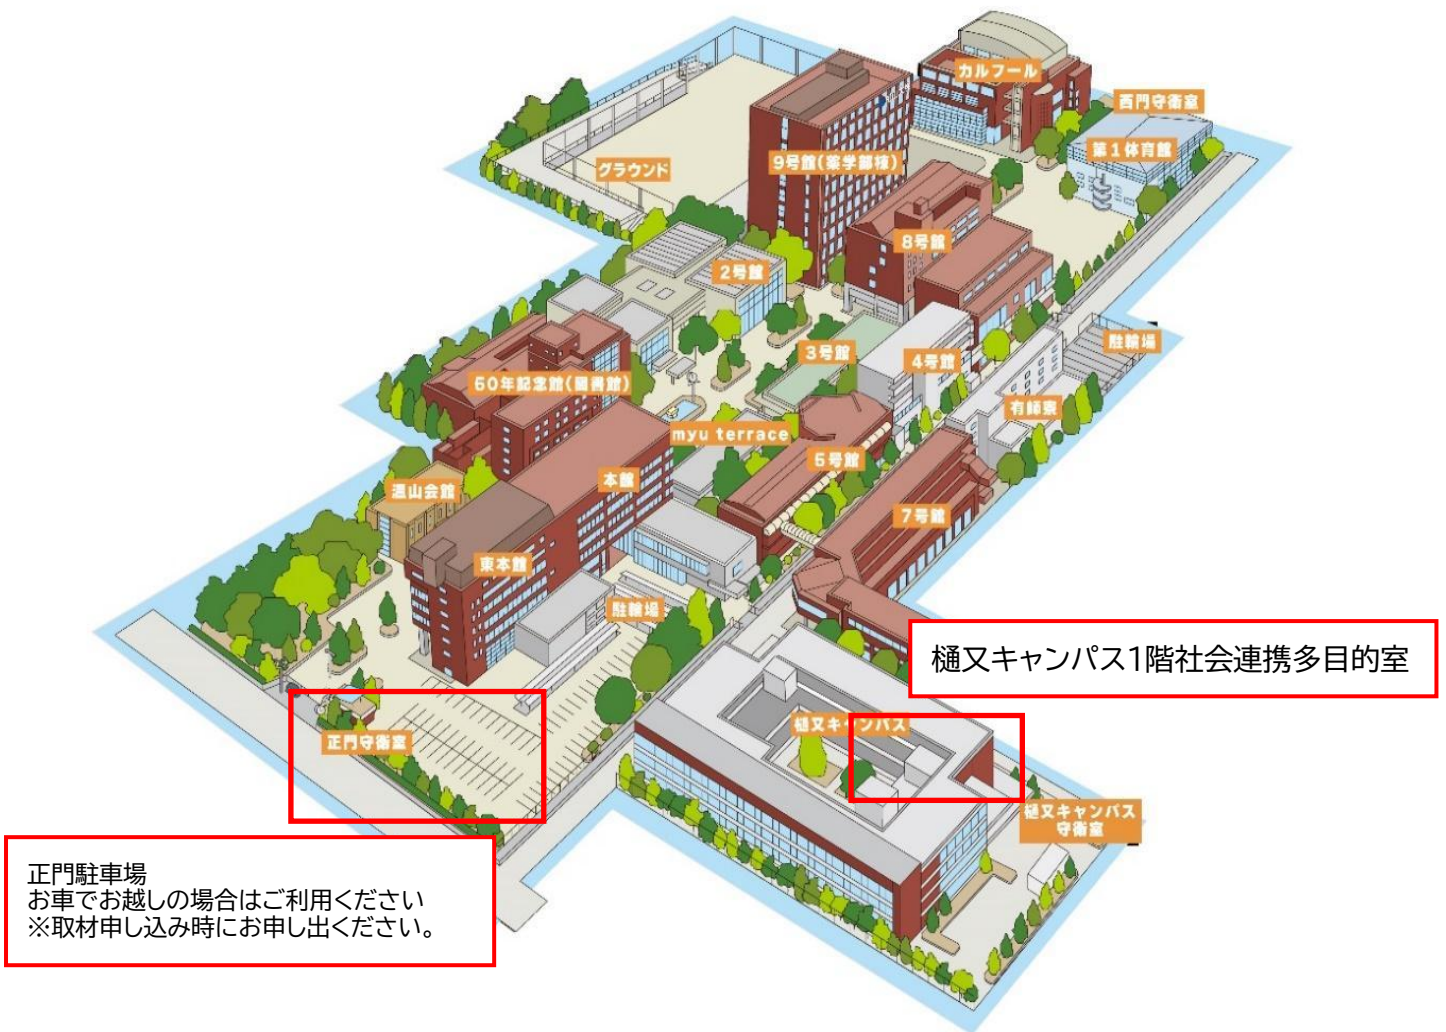 カルフール
西門守衛室
第1体育館
9号館(薬学部棟)
グラウンド
8号館
2号館
駐輪場
3号館
4号館
50年記念館(図書館)
有師寮
myu terrace
5号館
本館
温山会館
7号館
東本館
駐輪場
樋又キャンパス1階社会連携多目的室
樋又キャンパス
正門守衛室
樋又キャンパス
守衛室
正門駐車場
お車でお越しの場合はご利用ください
※取材申し込み時にお申し出ください。